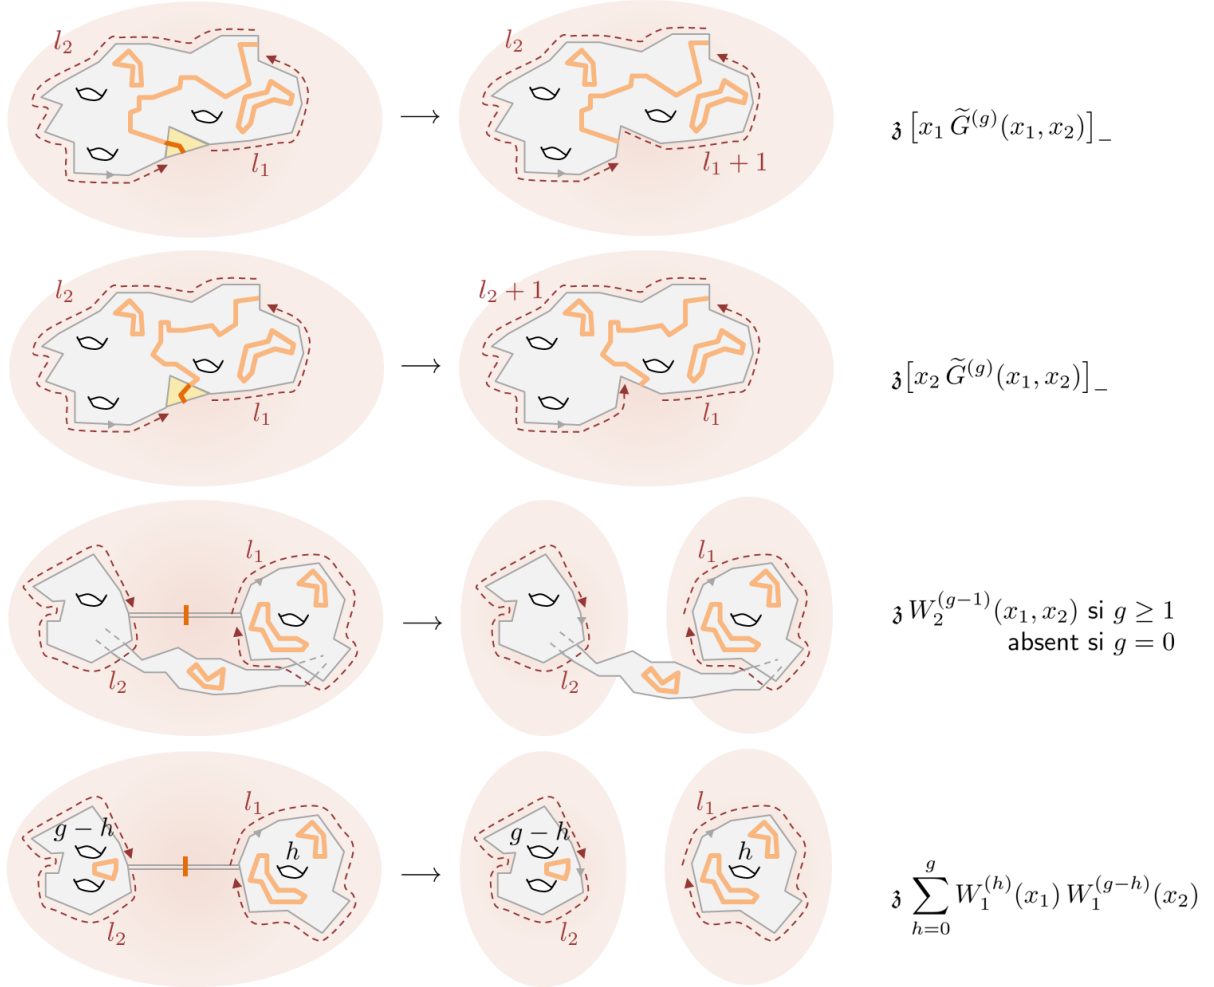 l₂ l₁ → l₂ l₁ + 1 𝔷 [x₁ G̃⁽ᵍ⁾(x₁, x₂)]₋
l₂ l₁ → l₂ + 1 l₁ 𝔷[x₂ G̃⁽ᵍ⁾(x₁, x₂)]₋
l₂ l₁ → l₂ l₁ 𝔷 W₂⁽ᵍ⁻¹⁾(x₁, x₂) si g ≥ 1
absent si g = 0
g − h l₂ l₁ h → g − h l₂ l₁ h 𝔷 ∑_{h=0}^{g} W₁⁽ʰ⁾(x₁) W₁⁽ᵍ⁻ʰ⁾(x₂)